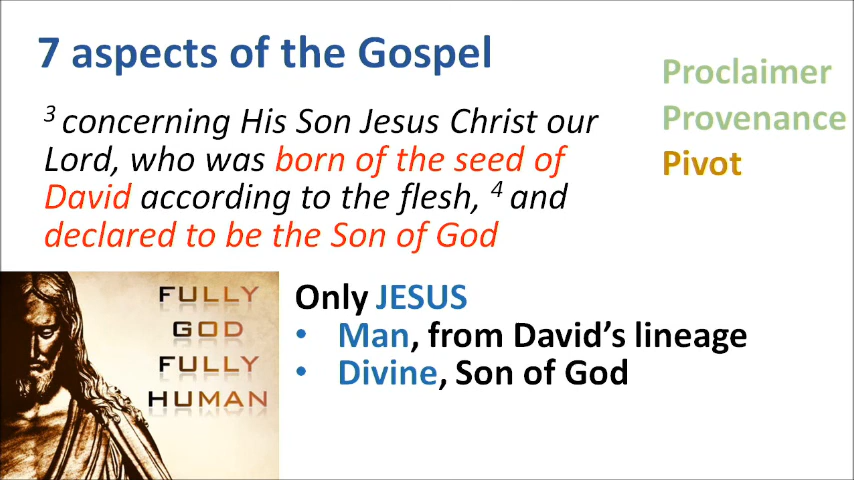 7 aspects of the Gospel
Proclaimer
Provenance
Pivot
3 concerning His Son Jesus Christ our
Lord, who was born of the seed of
David according to the flesh, 4 and
declared to be the Son of God
FULLY
GOD
FULLY
HUMAN
Only JESUS
• Man, from David’s lineage
• Divine, Son of God